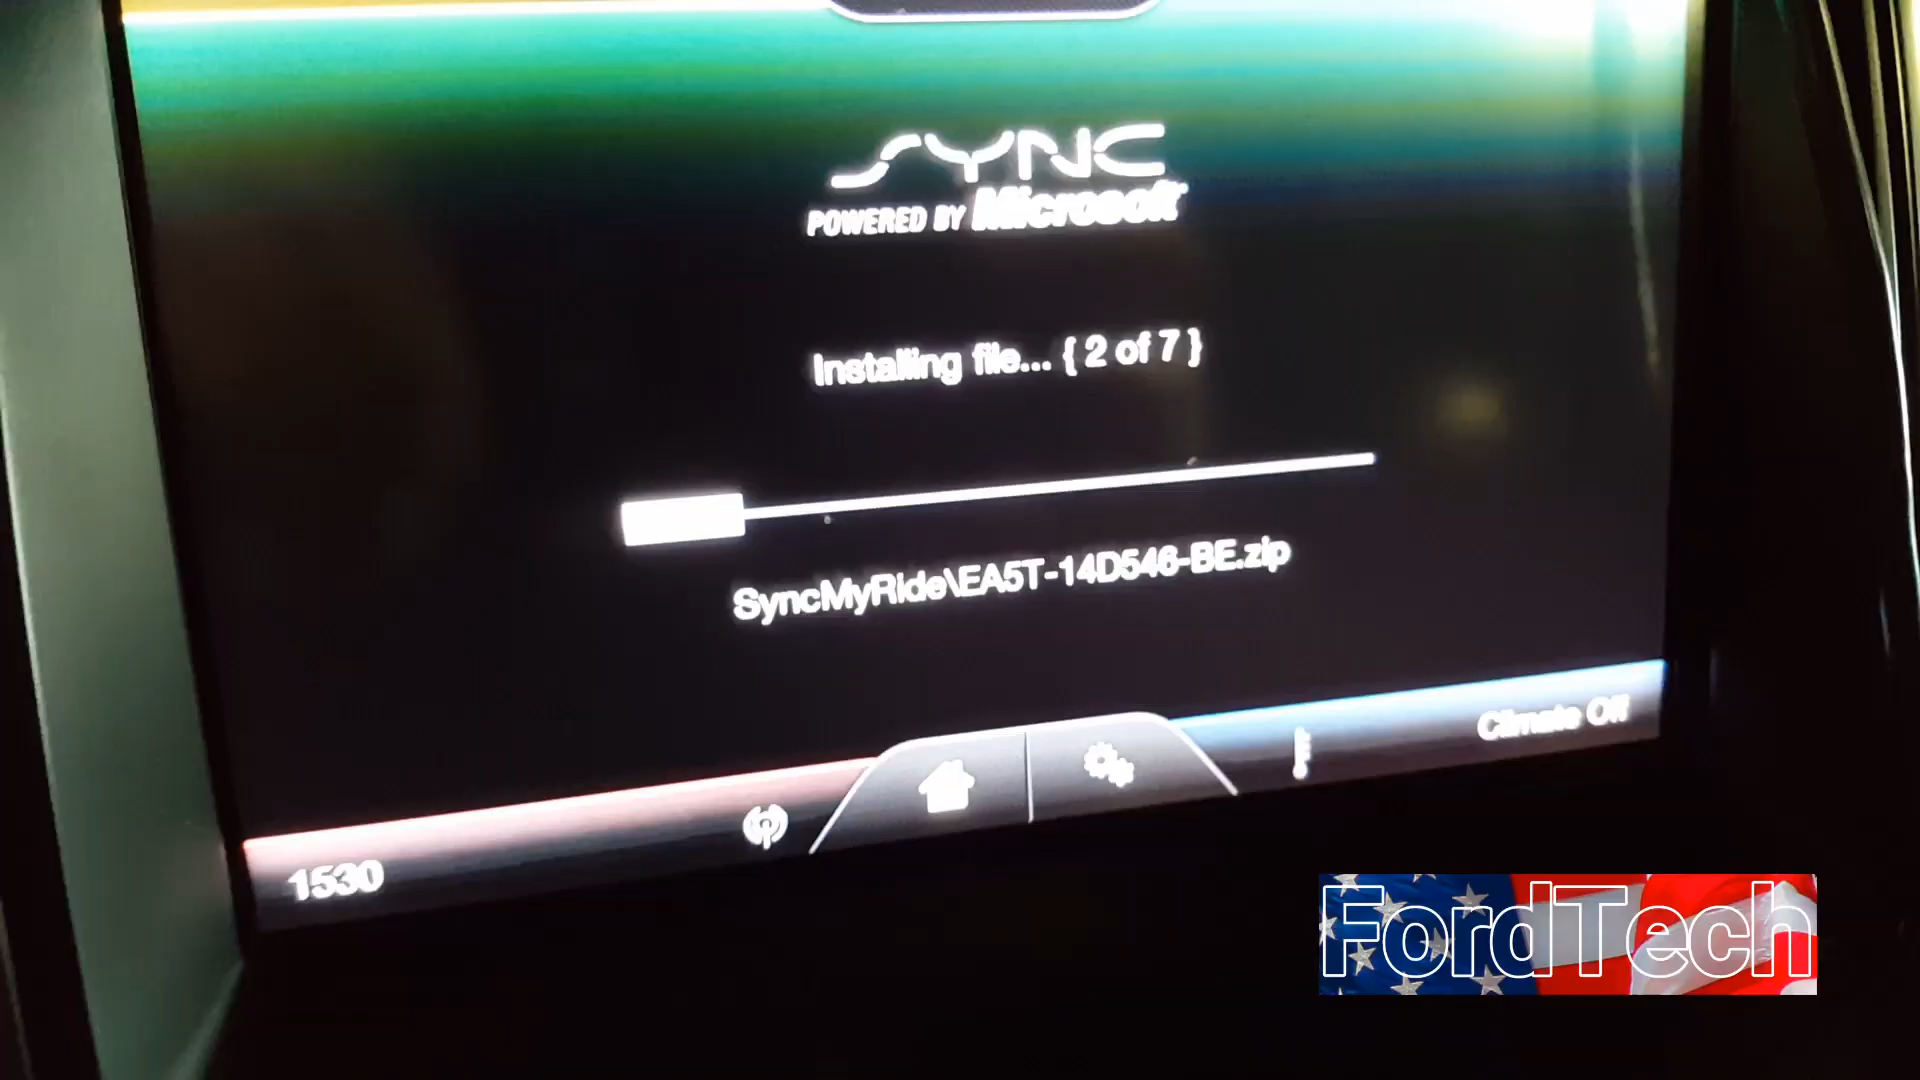 SYNC
POWERED BY Microsoft
Installing file... { 2 of 7 }
SyncMyRide\EA5T-14D546-BE.zip
Climate Off
1530
FordTech